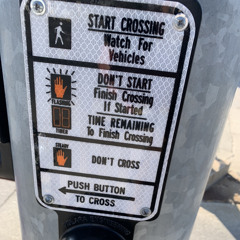 START CROSSING
Watch For
Vehicles
DON'T START
Finish Crossing
If Started
FLASHING
TIME REMAINING
To Finish Crossing
TIMER
STEADY
DON'T CROSS
PUSH BUTTON
TO CROSS